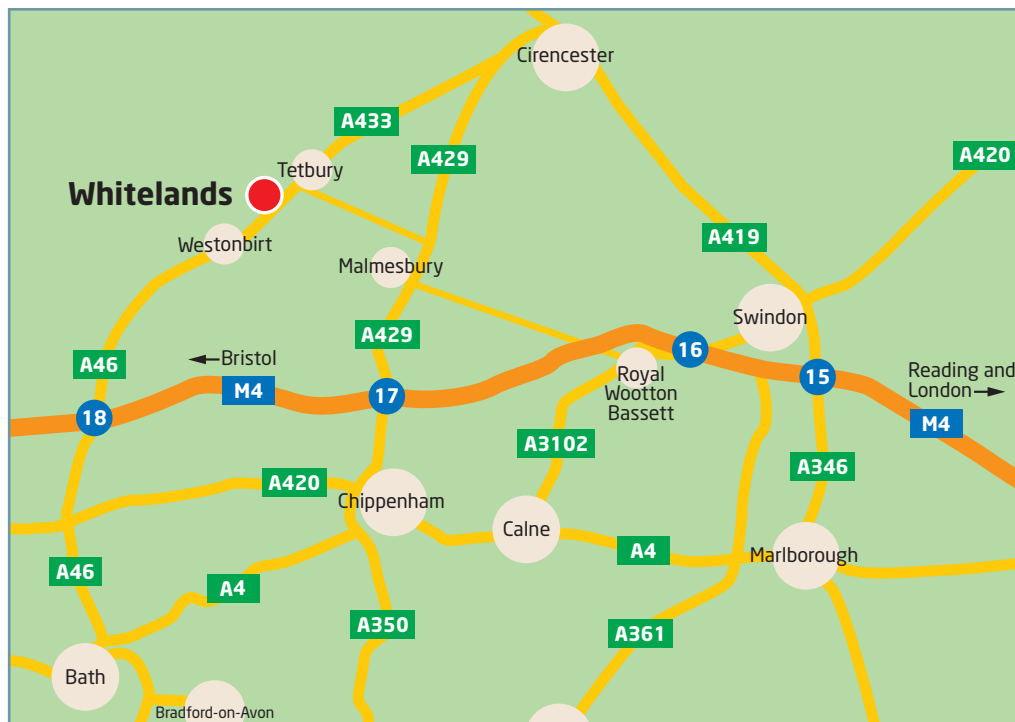 Cirencester
A433
A429
A420
Tetbury
Whitelands
A419
Westonbirt
Malmesbury
Swindon
A429
16
A46
Bristol
Royal
Wootton
Bassett
15
Reading and
London
M4
17
18
M4
A3102
A346
A420
Chippenham
Calne
A4
Marlborough
A46
A4
A350
A361
Bath
Bradford-on-Avon